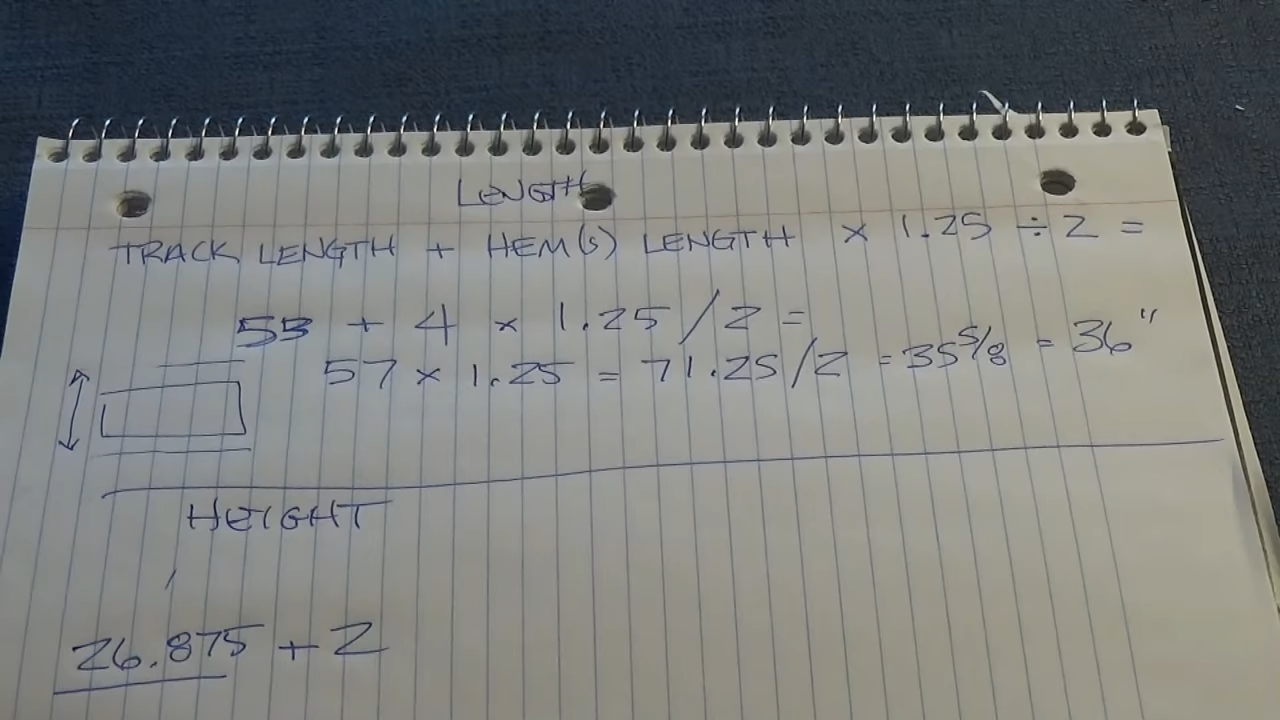 LENGTH
TRACK LENGTH + HEM(S) LENGTH × 1.25 ÷ 2 =
53 + 4 × 1.25 / 2 =
57 × 1.25 = 71.25 / 2 = 35 5/8 = 36"
HEIGHT
26.875 + 2